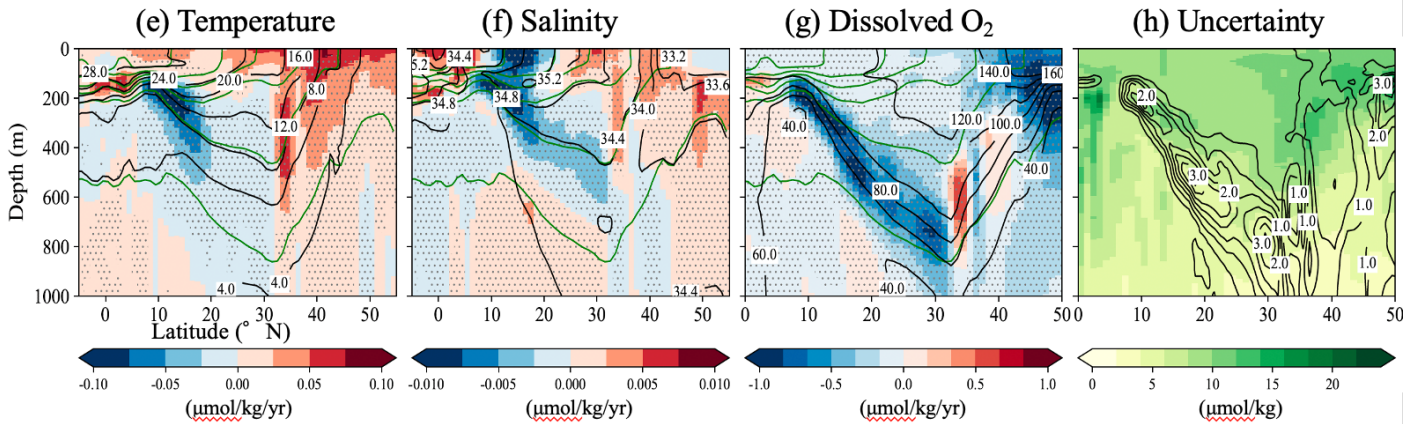 (e) Temperature
(f) Salinity
(g) Dissolved O₂
(h) Uncertainty
Depth (m)
0
200
400
600
800
1000
28.0
24.0
20.0
16.0
8.0
12.0
4.0
4.0
0 10 20 30 40 50
Latitude (° N)
5.2
34.4
35.2
33.2
33.6
34.8
34.8
34.0
34.4
34.4
0 10 20 30 40 50
140.0
160
120.0
100.0
40.0
40.0
80.0
60.0
40.0
0 10 20 30 40 50
2.0
3.0
2.0
3.0
2.0
1.0
1.0
1.0
1.0
3.0
2.0
1.0
0 10 20 30 40 50
-0.10 -0.05 0.00 0.05 0.10
(μmol/kg/yr)
-0.010 -0.005 0.000 0.005 0.010
(μmol/kg/yr)
-1.0 -0.5 0.0 0.5 1.0
(μmol/kg/yr)
0 5 10 15 20
(μmol/kg)